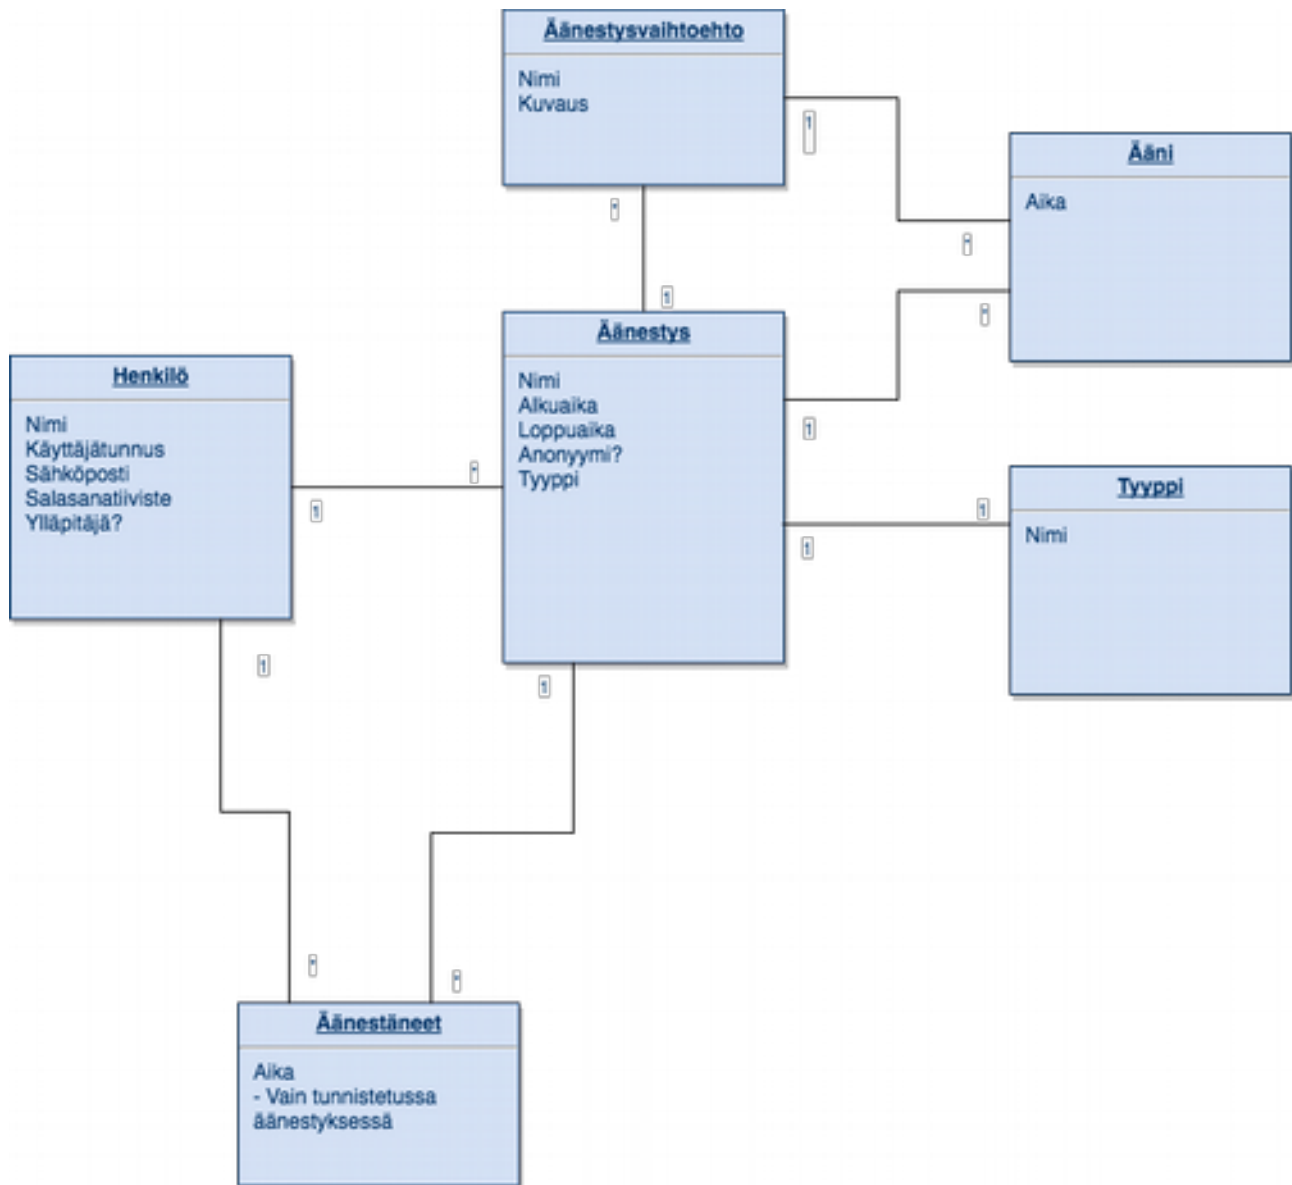 Äänestysvaihtoehto
Nimi
Kuvaus
1
*
1
Ääni
Aika
*
*
Äänestys
Nimi
Alkuaika
Loppuaika
Anonyymi?
Tyyppi
1
1
Henkilö
Nimi
Käyttäjätunnus
Sähköposti
Salasanatiiviste
Ylläpitäjä?
*
1
Tyyppi
Nimi
1
1
1
*
*
Äänestäneet
Aika
- Vain tunnistetussa
äänestyksessä